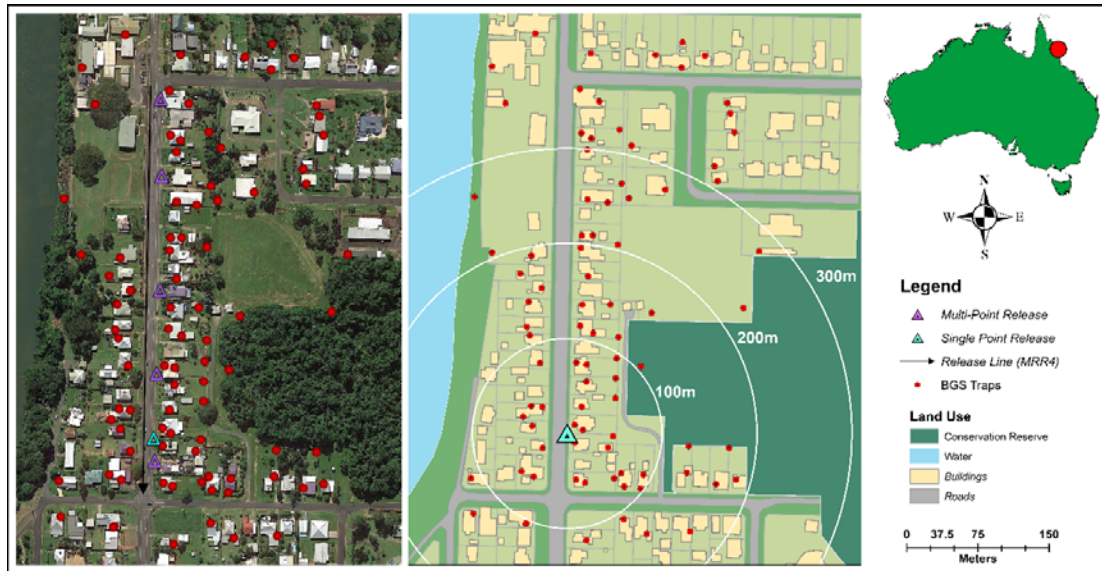 300m
200m
100m
N
W E
S
Legend
Multi-Point Release
Single Point Release
Release Line (MRR4)
BGS Traps
Land Use
Conservation Reserve
Water
Buildings
Roads
0 37.5 75 150
Meters